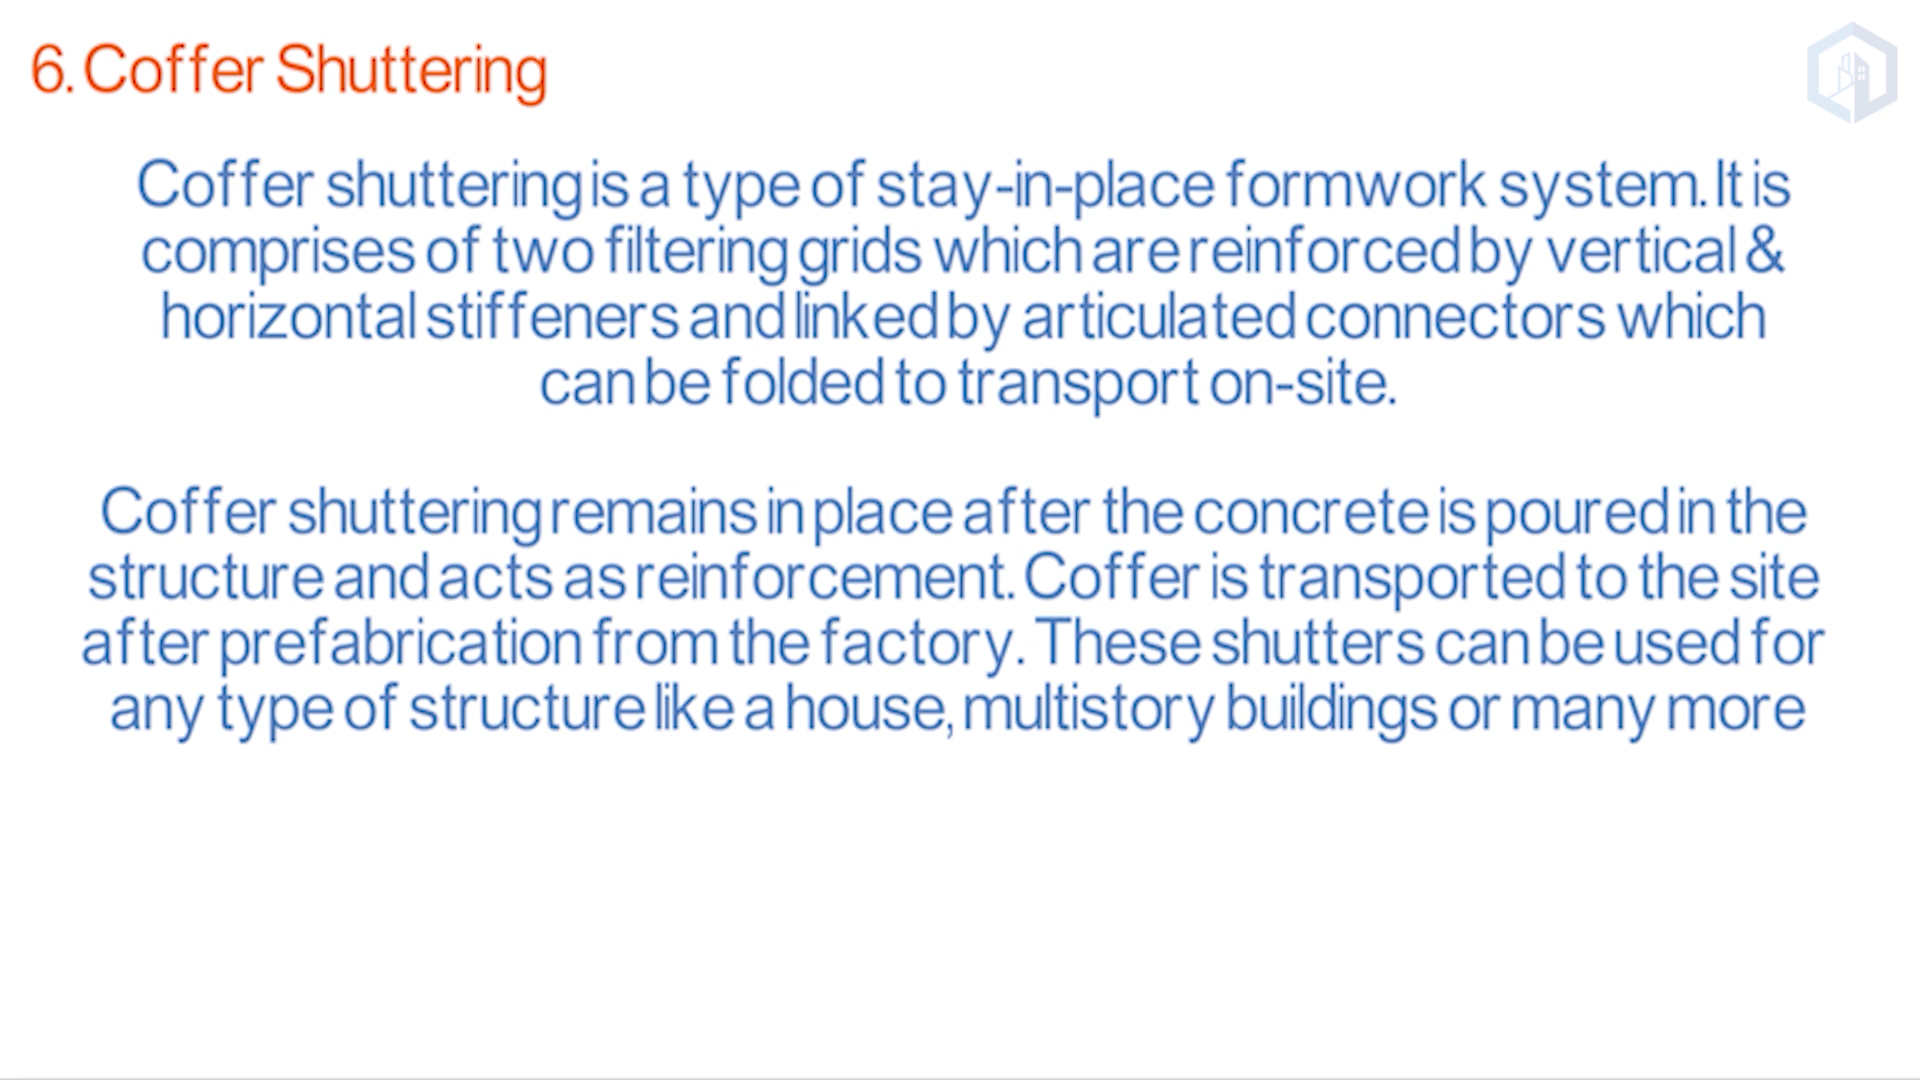 6. Coffer Shuttering
Coffer shuttering is a type of stay-in-place formwork system. It is
comprises of two filtering grids which are reinforced by vertical &
horizontal stiffeners and linked by articulated connectors which
can be folded to transport on-site.
Coffer shuttering remains in place after the concrete is poured in the
structure and acts as reinforcement. Coffer is transported to the site
after prefabrication from the factory. These shutters can be used for
any type of structure like a house, multistory buildings or many more